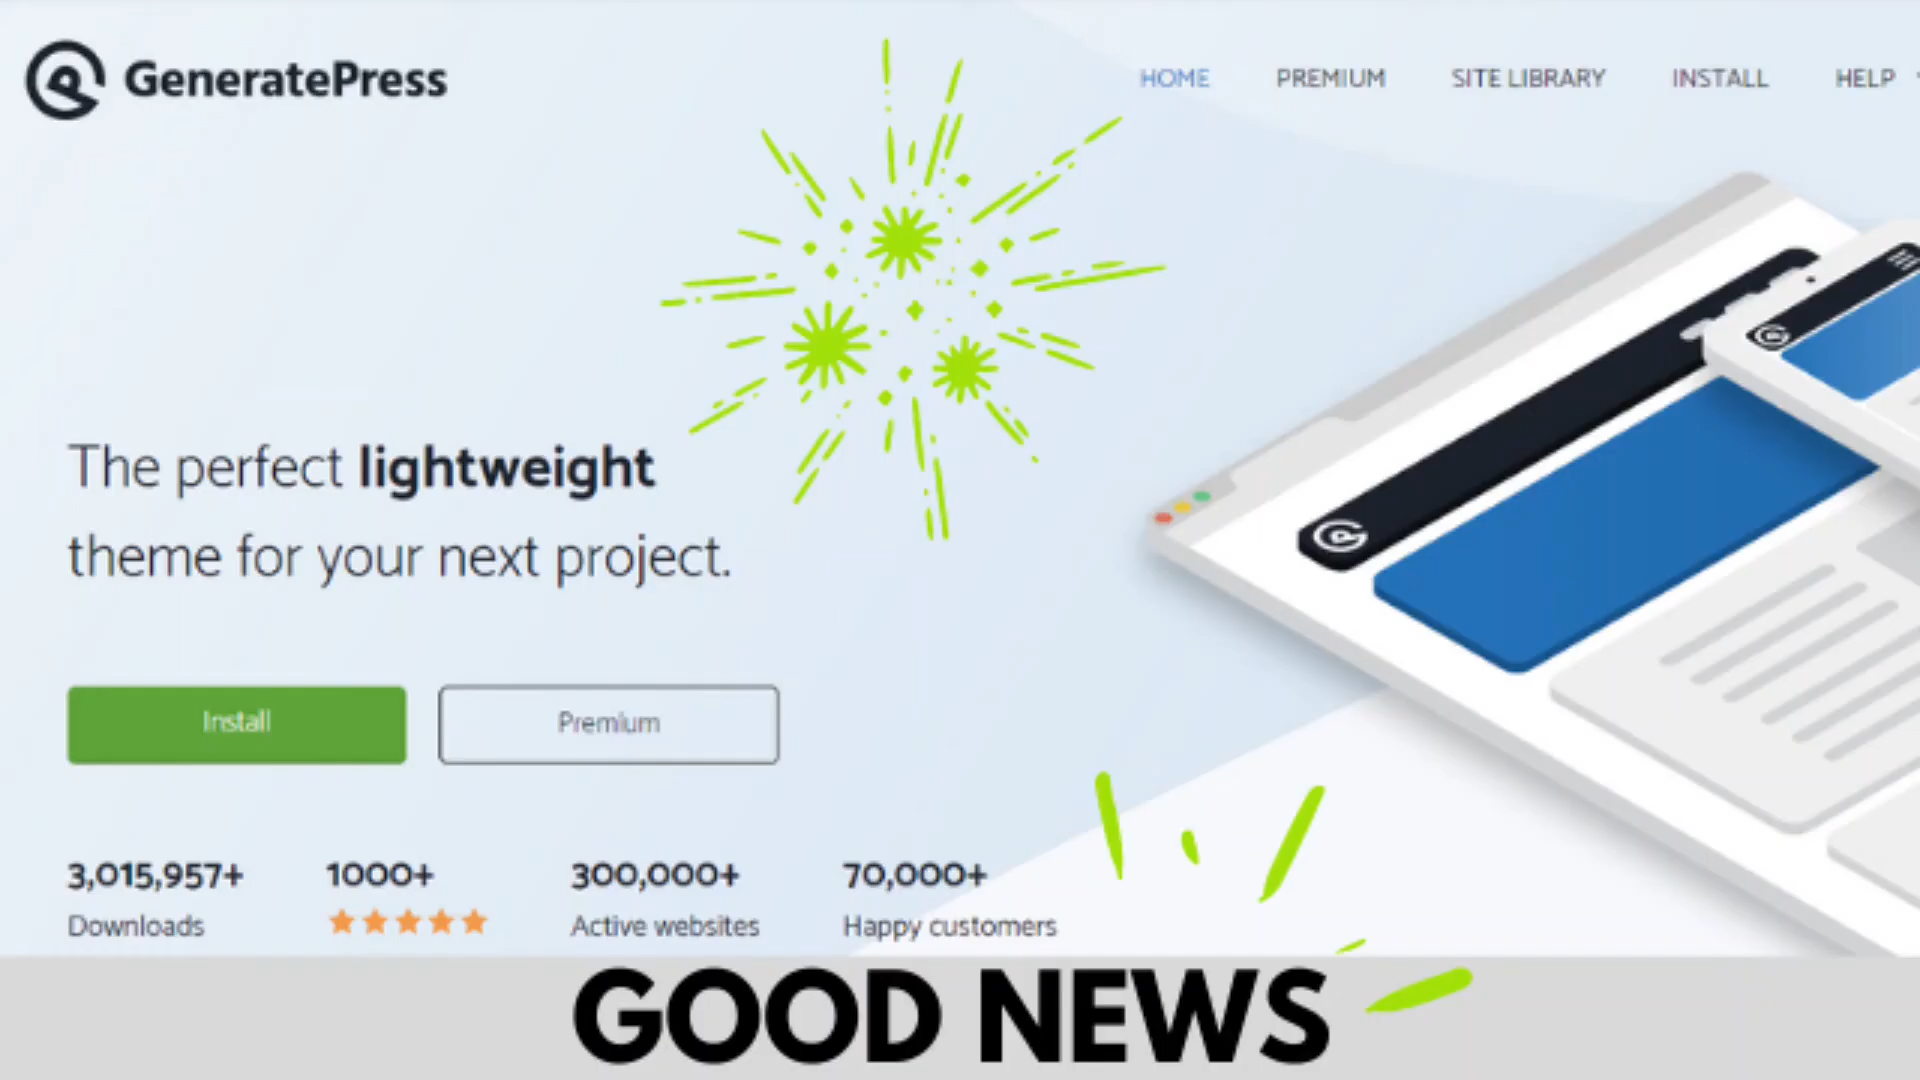 GeneratePress
HOME PREMIUM SITE LIBRARY INSTALL HELP
The perfect lightweight
theme for your next project.
Install Premium
3,015,957+ 1000+ 300,000+ 70,000+
Downloads Active websites Happy customers
GOOD NEWS